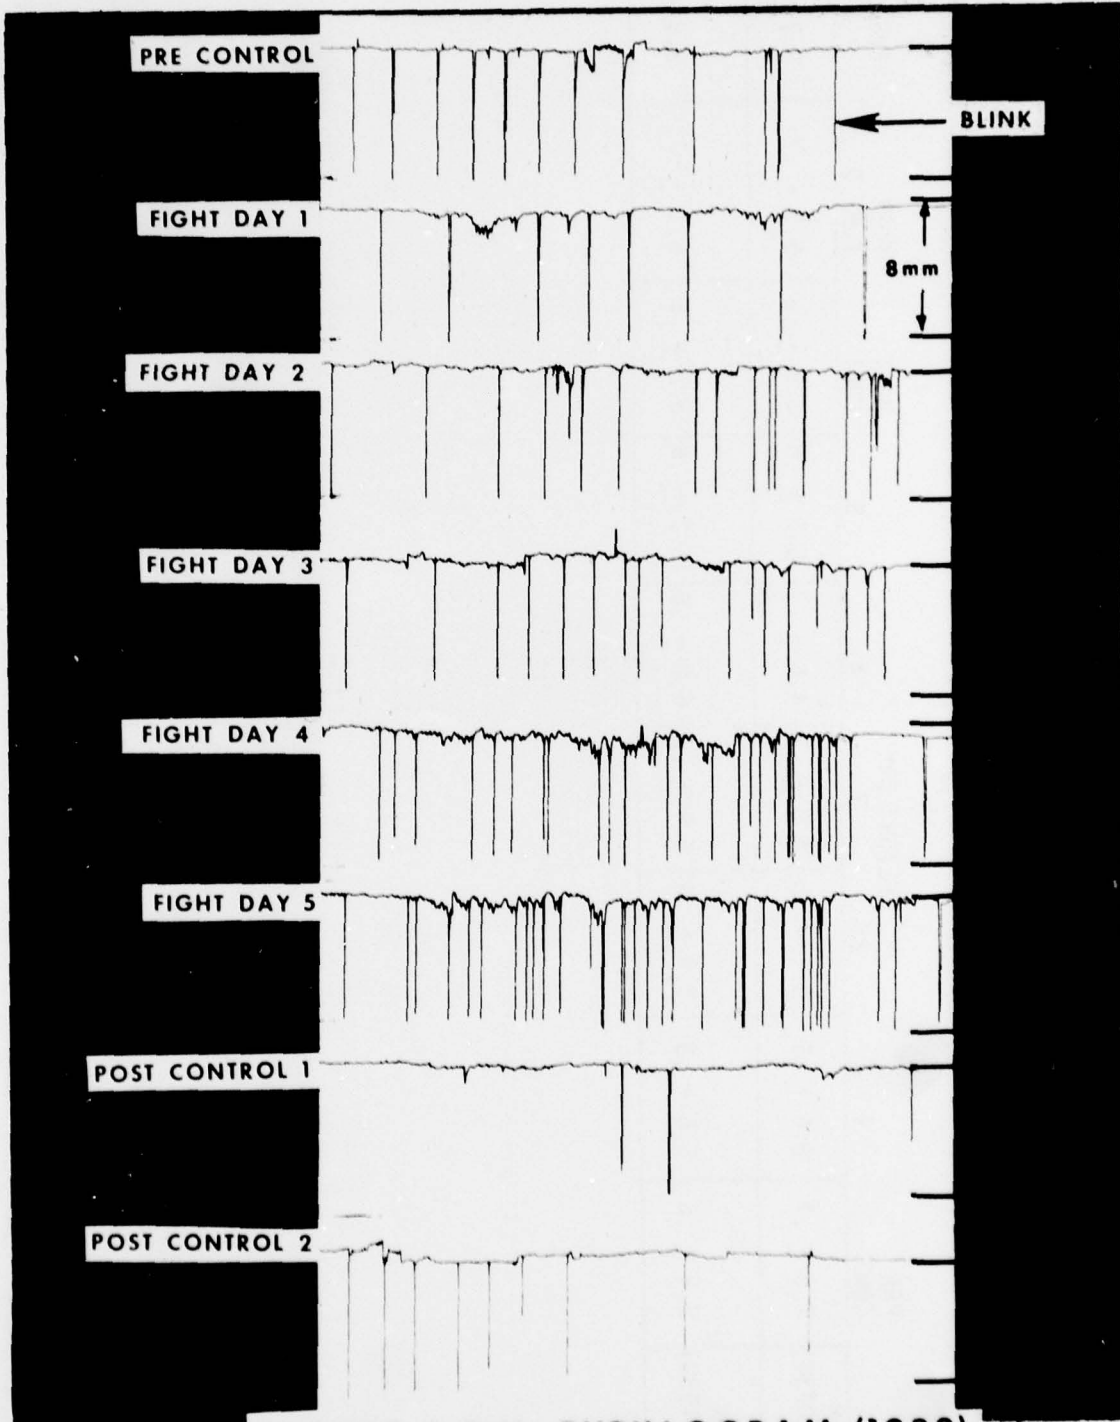 PRE CONTROL
BLINK
FIGHT DAY 1
8mm
FIGHT DAY 2
FIGHT DAY 3
FIGHT DAY 4
FIGHT DAY 5
POST CONTROL 1
POST CONTROL 2